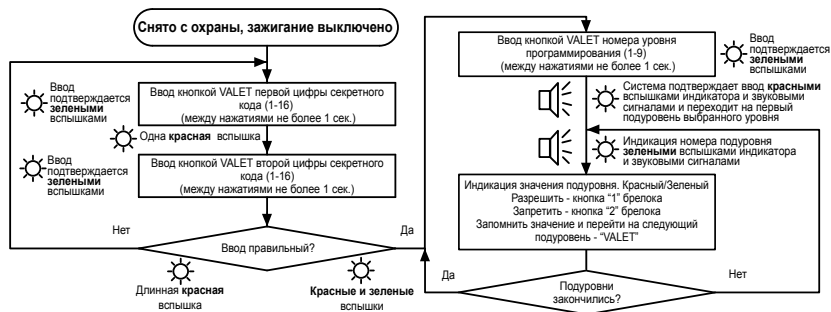 Снято с охраны, зажигание выключено
Ввод
подтверждается
зелеными
вспышками
Ввод кнопкой VALET первой цифры секретного
кода (1-16)
(между нажатиями не более 1 сек.)
Одна красная вспышка
Ввод
подтверждается
зелеными
вспышками
Ввод кнопкой VALET второй цифры секретного
кода (1-16)
(между нажатиями не более 1 сек.)
Нет
Ввод правильный?
Да
Длинная красная
вспышка
Красные и зеленые
вспышки
Ввод кнопкой VALET номера уровня
программирования (1-9)
(между нажатиями не более 1 сек.)
Ввод
подтверждается
зелеными
вспышками
Система подтверждает ввод красными
вспышками индикатора и звуковыми
сигналами и переходит на первый
подуровень выбранного уровня
Индикация номера подуровня
зелеными вспышками индикатора
и звуковыми сигналами
Индикация значения подуровня. Красный/Зеленый
Разрешить - кнопка “1” брелока
Запретить - кнопка “2” брелока
Запомнить значение и перейти на следующий
подуровень - “VALET”
Да
Подуровни
закончились?
Нет